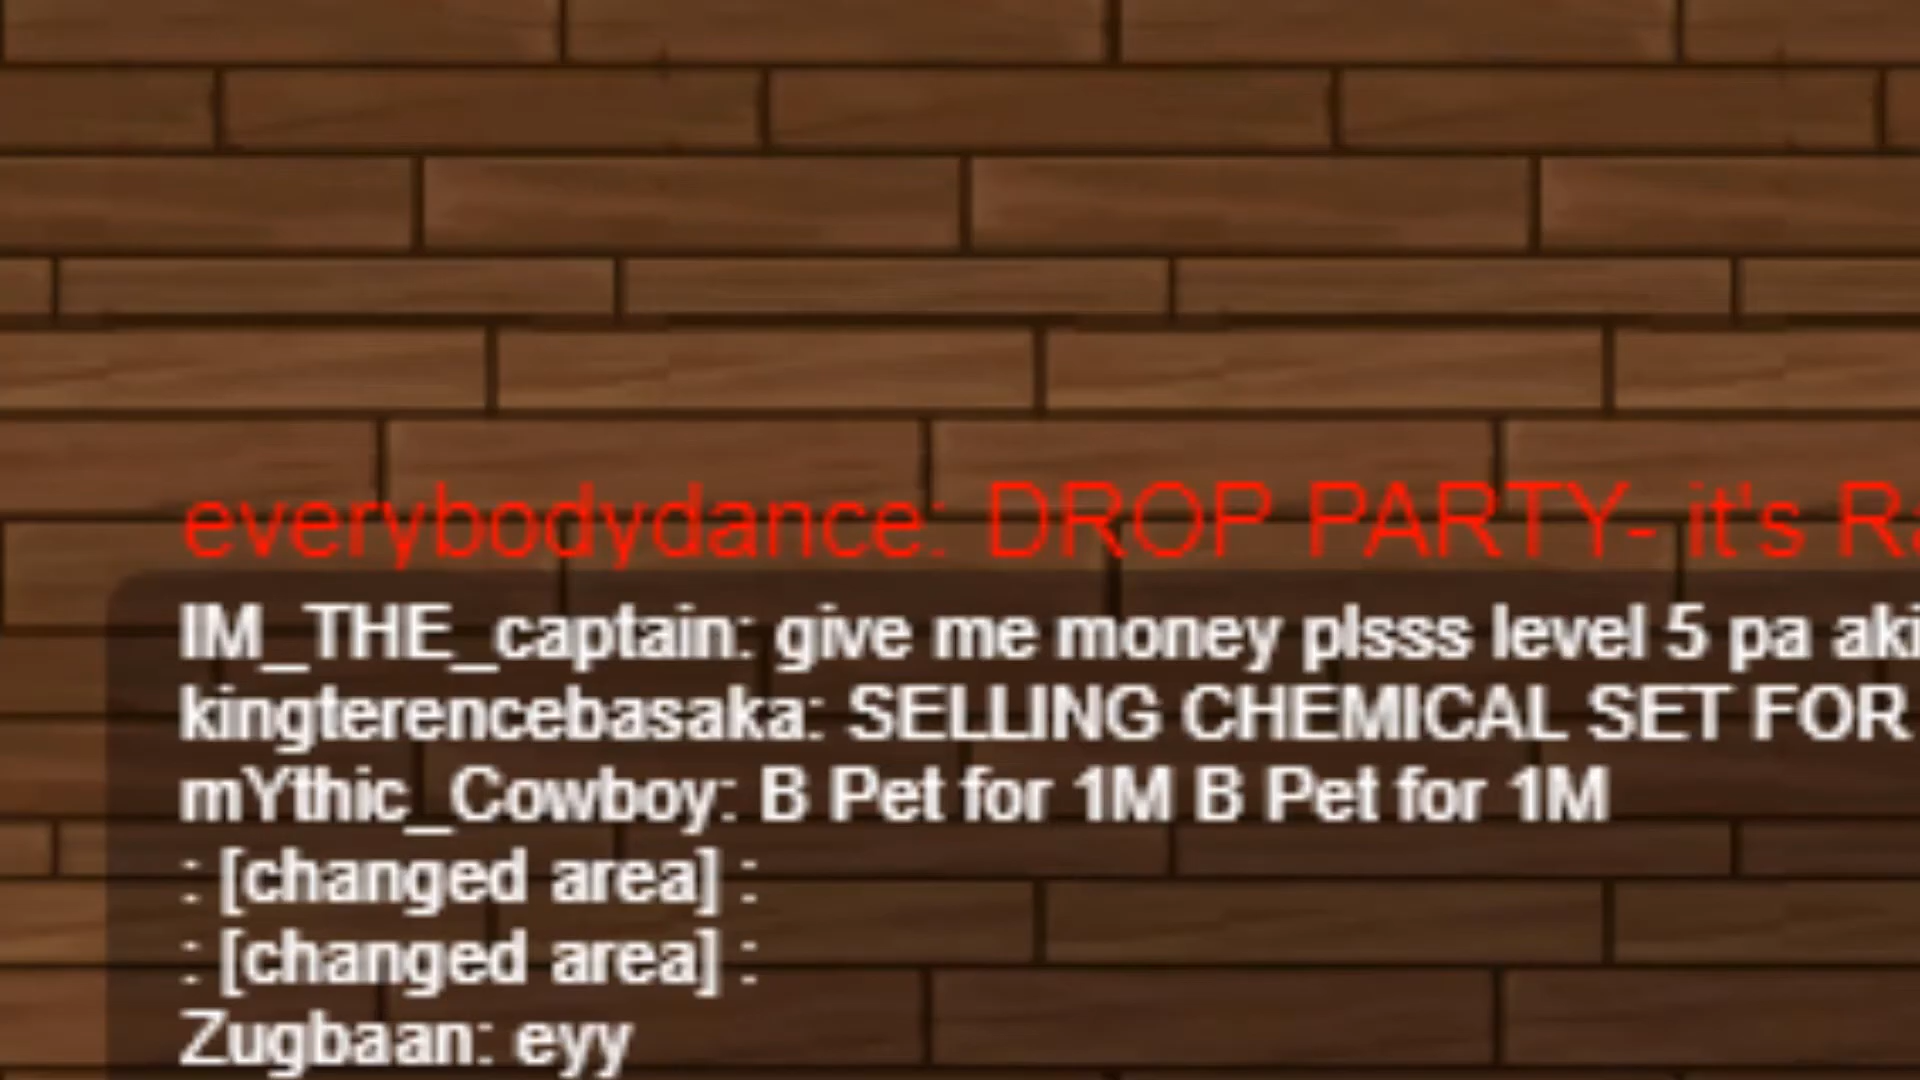 everybodydance: DROP PARTY- it's
IM_THE_captain: give me money plsss level 5 pa
kingterencebasaka: SELLING CHEMICAL SET FOR
mYthic_Cowboy: B Pet for 1M B Pet for 1M
: [changed area] :
: [changed area] :
Zugbaan: eyy